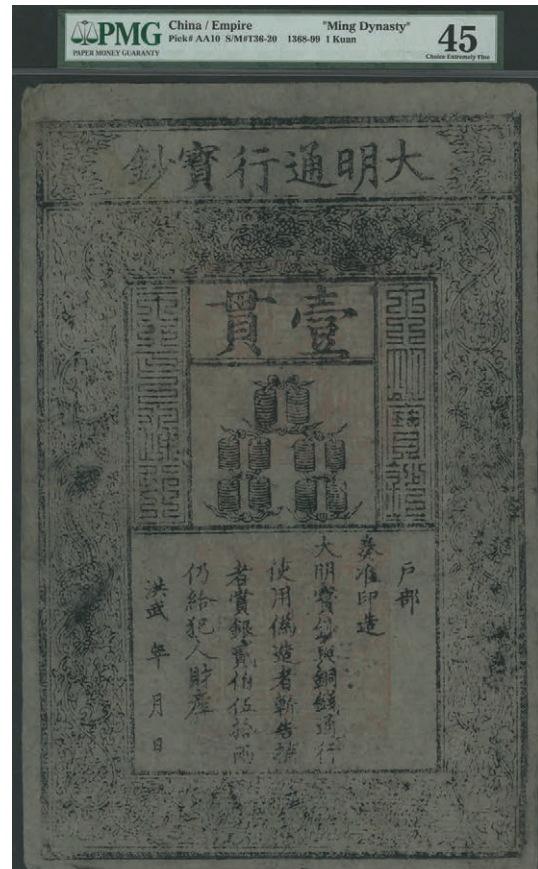 PMG
PAPER MONEY GUARANTY
China / Empire "Ming Dynasty"
Pick# AA10 S/M#T36-20 1368-99 1 Kuan
45
Choice Extremely Fine
大明通行寶鈔
壹貫
戶部
奏准印造
大明寶鈔與銅錢通行
使用偽造者斬告捕
者賞銀貳伯伍拾兩
仍給犯人財產
洪武 年 月 日